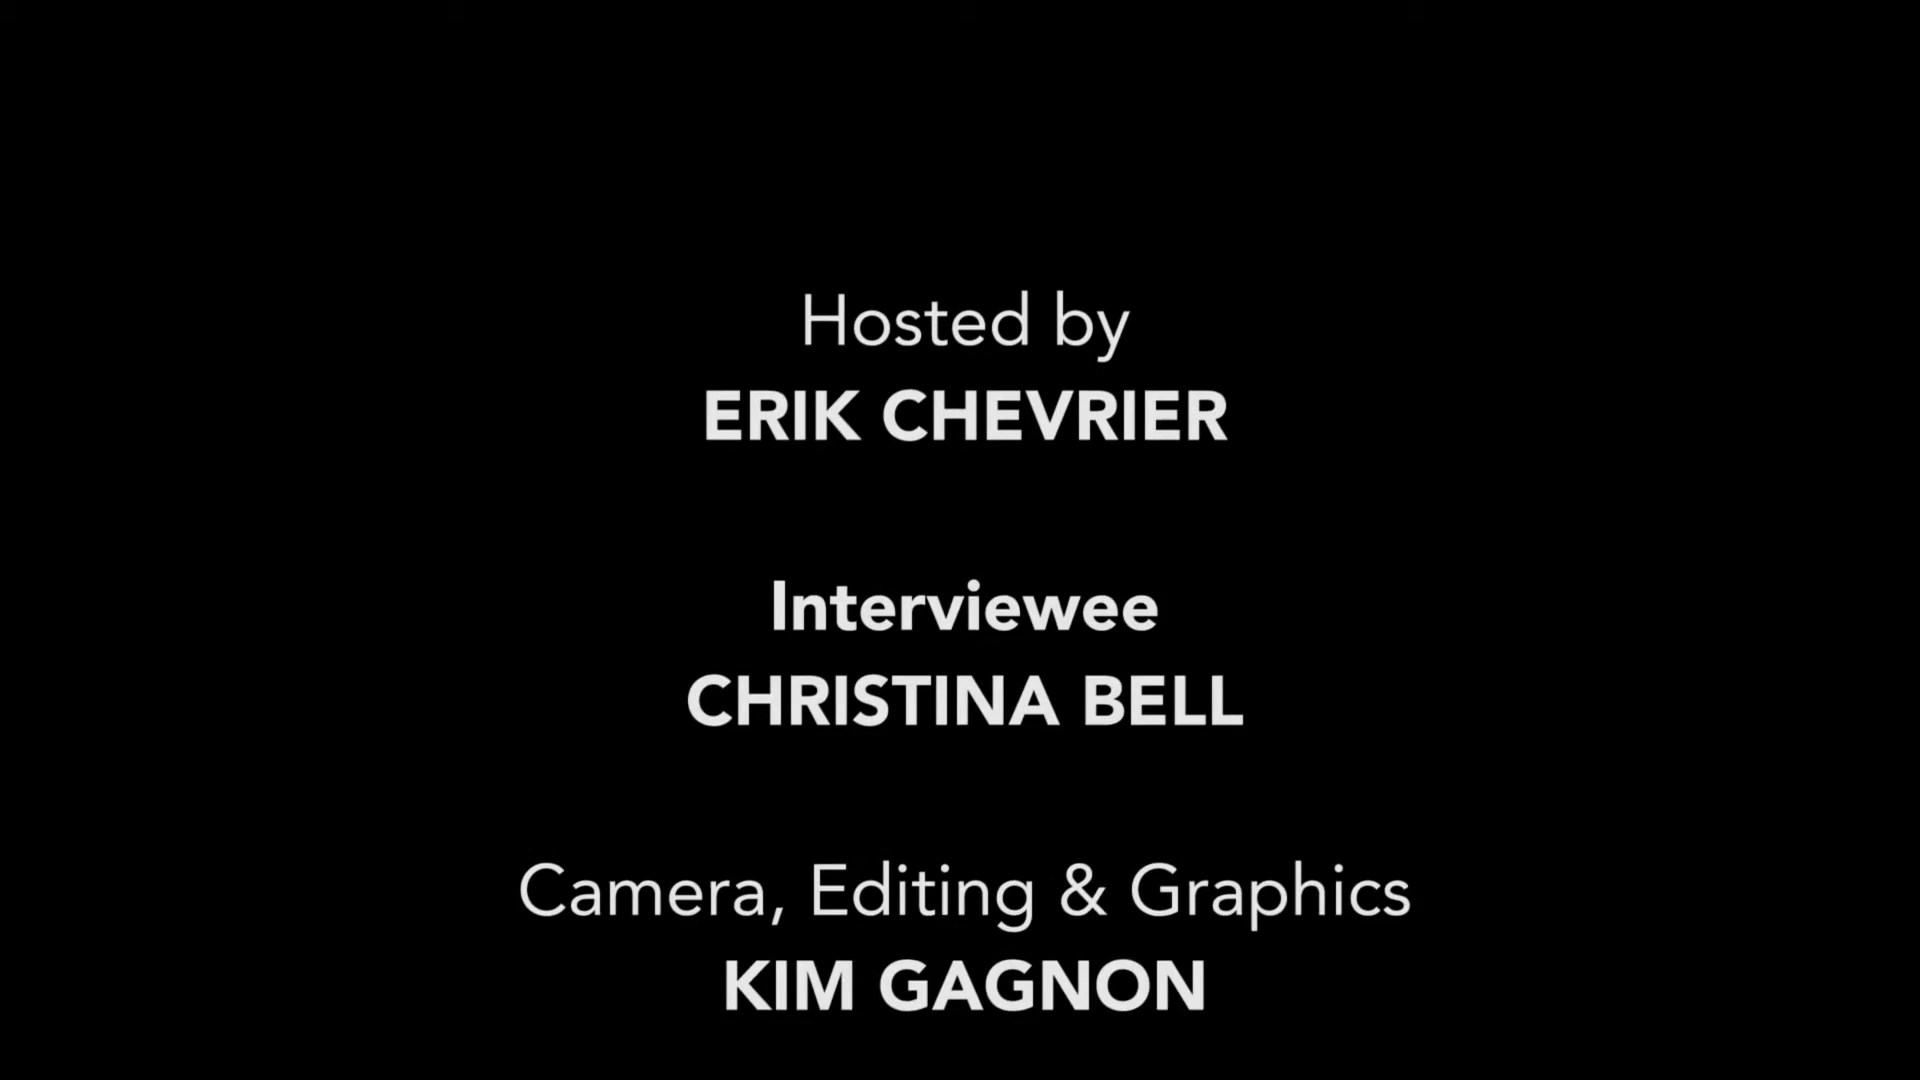 Hosted by
ERIK CHEVRIER
Interviewee
CHRISTINA BELL
Camera, Editing & Graphics
KIM GAGNON